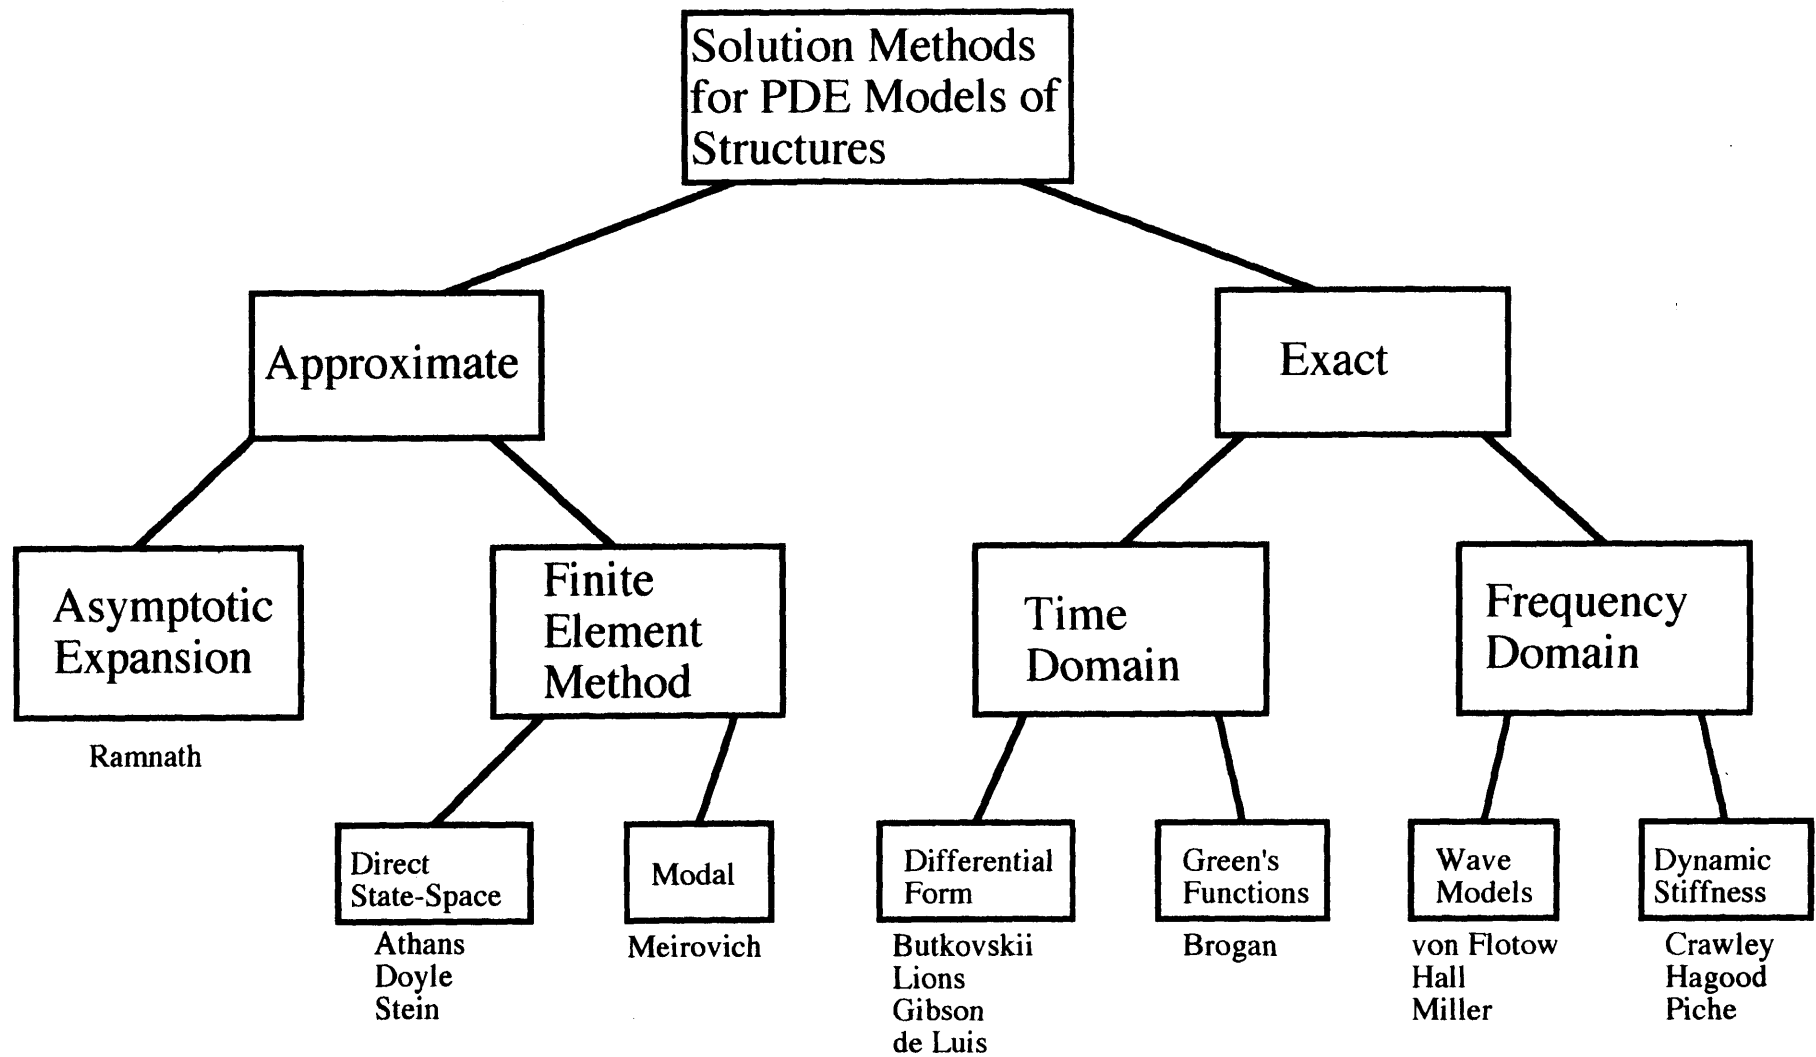 Solution Methods
for PDE Models of
Structures
Approximate
Exact
Asymptotic
Expansion
Finite
Element
Method
Time
Domain
Frequency
Domain
Ramnath
Direct
State-Space
Modal
Differential
Form
Green's
Functions
Wave
Models
Dynamic
Stiffness
Athans
Doyle
Stein
Meirovich
Butkovskii
Lions
Gibson
de Luis
Brogan
von Flotow
Hall
Miller
Crawley
Hagood
Piche